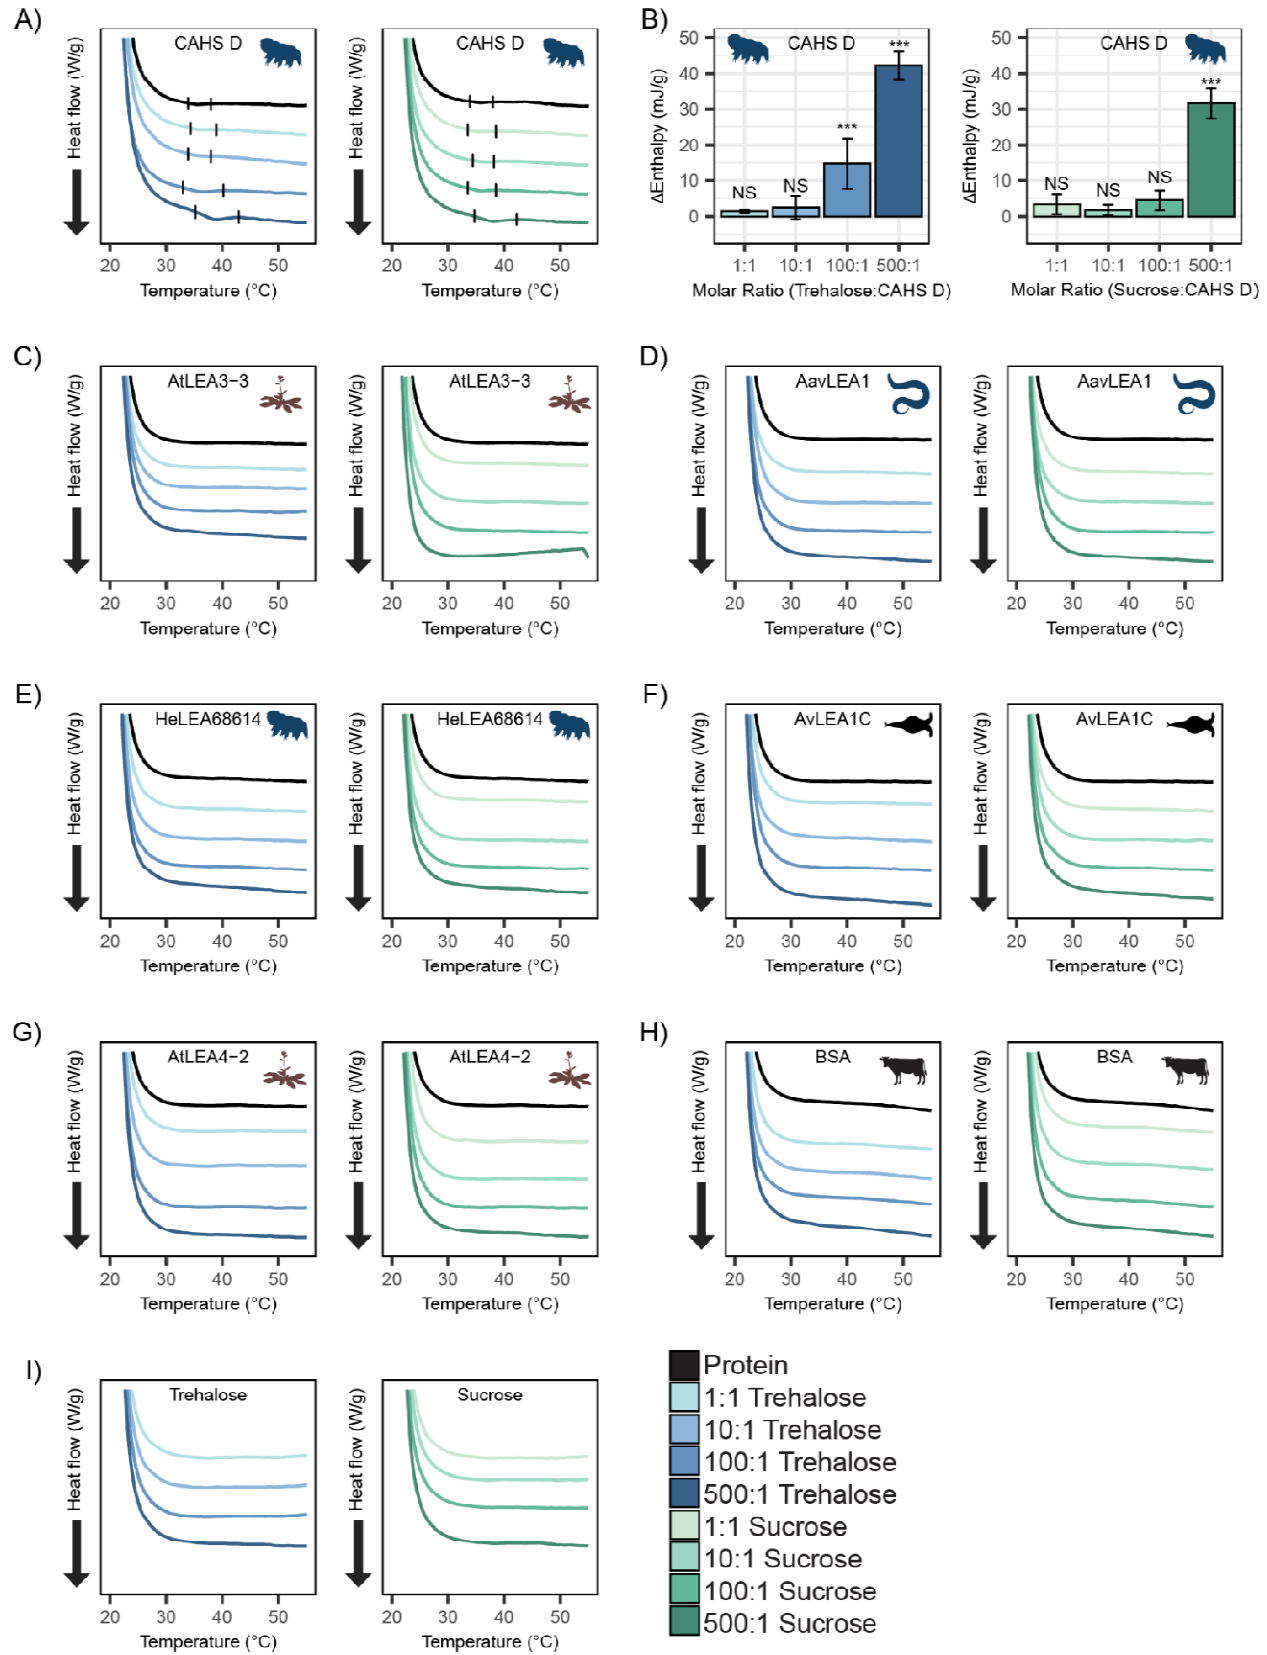 A)
CAHS D
Heat flow (W/g)
20 30 40 50
Temperature (°C)
CAHS D
Heat flow (W/g)
20 30 40 50
Temperature (°C)
B)
CAHS D
ΔEnthalpy (mJ/g)
50
40
30
20
10
0
NS NS *** ***
1:1 10:1 100:1 500:1
Molar Ratio (Trehalose:CAHS D)
CAHS D
ΔEnthalpy (mJ/g)
50
40
30
20
10
0
NS NS NS ***
1:1 10:1 100:1 500:1
Molar Ratio (Sucrose:CAHS D)
C)
AtLEA3−3
Heat flow (W/g)
20 30 40 50
Temperature (°C)
AtLEA3−3
Heat flow (W/g)
20 30 40 50
Temperature (°C)
D)
AavLEA1
Heat flow (W/g)
20 30 40 50
Temperature (°C)
AavLEA1
Heat flow (W/g)
20 30 40 50
Temperature (°C)
E)
HeLEA68614
Heat flow (W/g)
20 30 40 50
Temperature (°C)
HeLEA68614
Heat flow (W/g)
20 30 40 50
Temperature (°C)
F)
AvLEA1C
Heat flow (W/g)
20 30 40 50
Temperature (°C)
AvLEA1C
Heat flow (W/g)
20 30 40 50
Temperature (°C)
G)
AtLEA4−2
Heat flow (W/g)
20 30 40 50
Temperature (°C)
AtLEA4−2
Heat flow (W/g)
20 30 40 50
Temperature (°C)
H)
BSA
Heat flow (W/g)
20 30 40 50
Temperature (°C)
BSA
Heat flow (W/g)
20 30 40 50
Temperature (°C)
I)
Trehalose
Heat flow (W/g)
20 30 40 50
Temperature (°C)
Sucrose
Heat flow (W/g)
20 30 40 50
Temperature (°C)
Protein
1:1 Trehalose
10:1 Trehalose
100:1 Trehalose
500:1 Trehalose
1:1 Sucrose
10:1 Sucrose
100:1 Sucrose
500:1 Sucrose